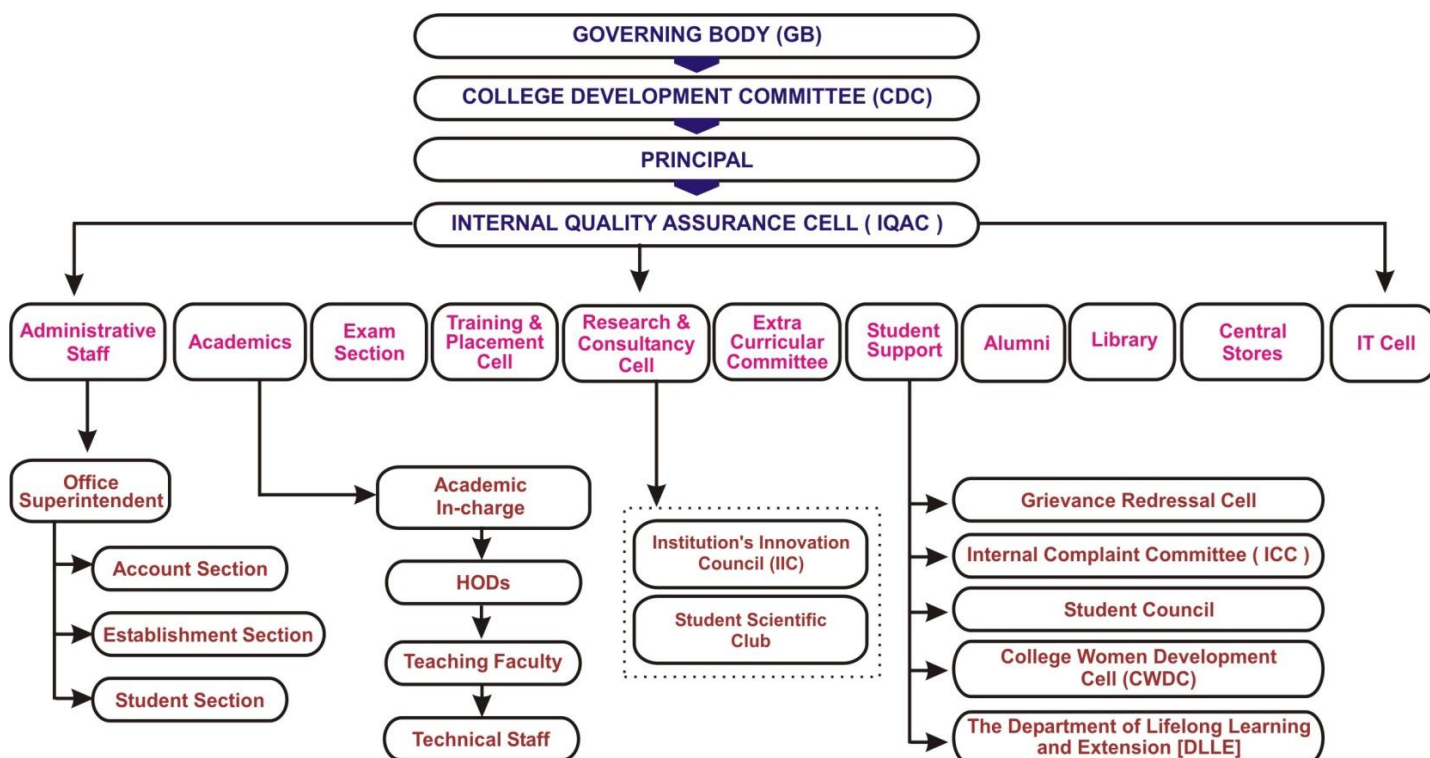 GOVERNING BODY (GB)
COLLEGE DEVELOPMENT COMMITTEE (CDC)
PRINCIPAL
INTERNAL QUALITY ASSURANCE CELL ( IQAC )
Administrative
Staff
Academics
Exam
Section
Training &
Placement
Cell
Research &
Consultancy
Cell
Extra
Curricular
Committee
Student
Support
Alumni
Library
Central
Stores
IT Cell
Office
Superintendent
Account Section
Establishment Section
Student Section
Academic
In-charge
HODs
Teaching Faculty
Technical Staff
Institution's Innovation
Council (IIC)
Student Scientific
Club
Grievance Redressal Cell
Internal Complaint Committee ( ICC )
Student Council
College Women Development
Cell (CWDC)
The Department of Lifelong Learning
and Extension [DLLE]